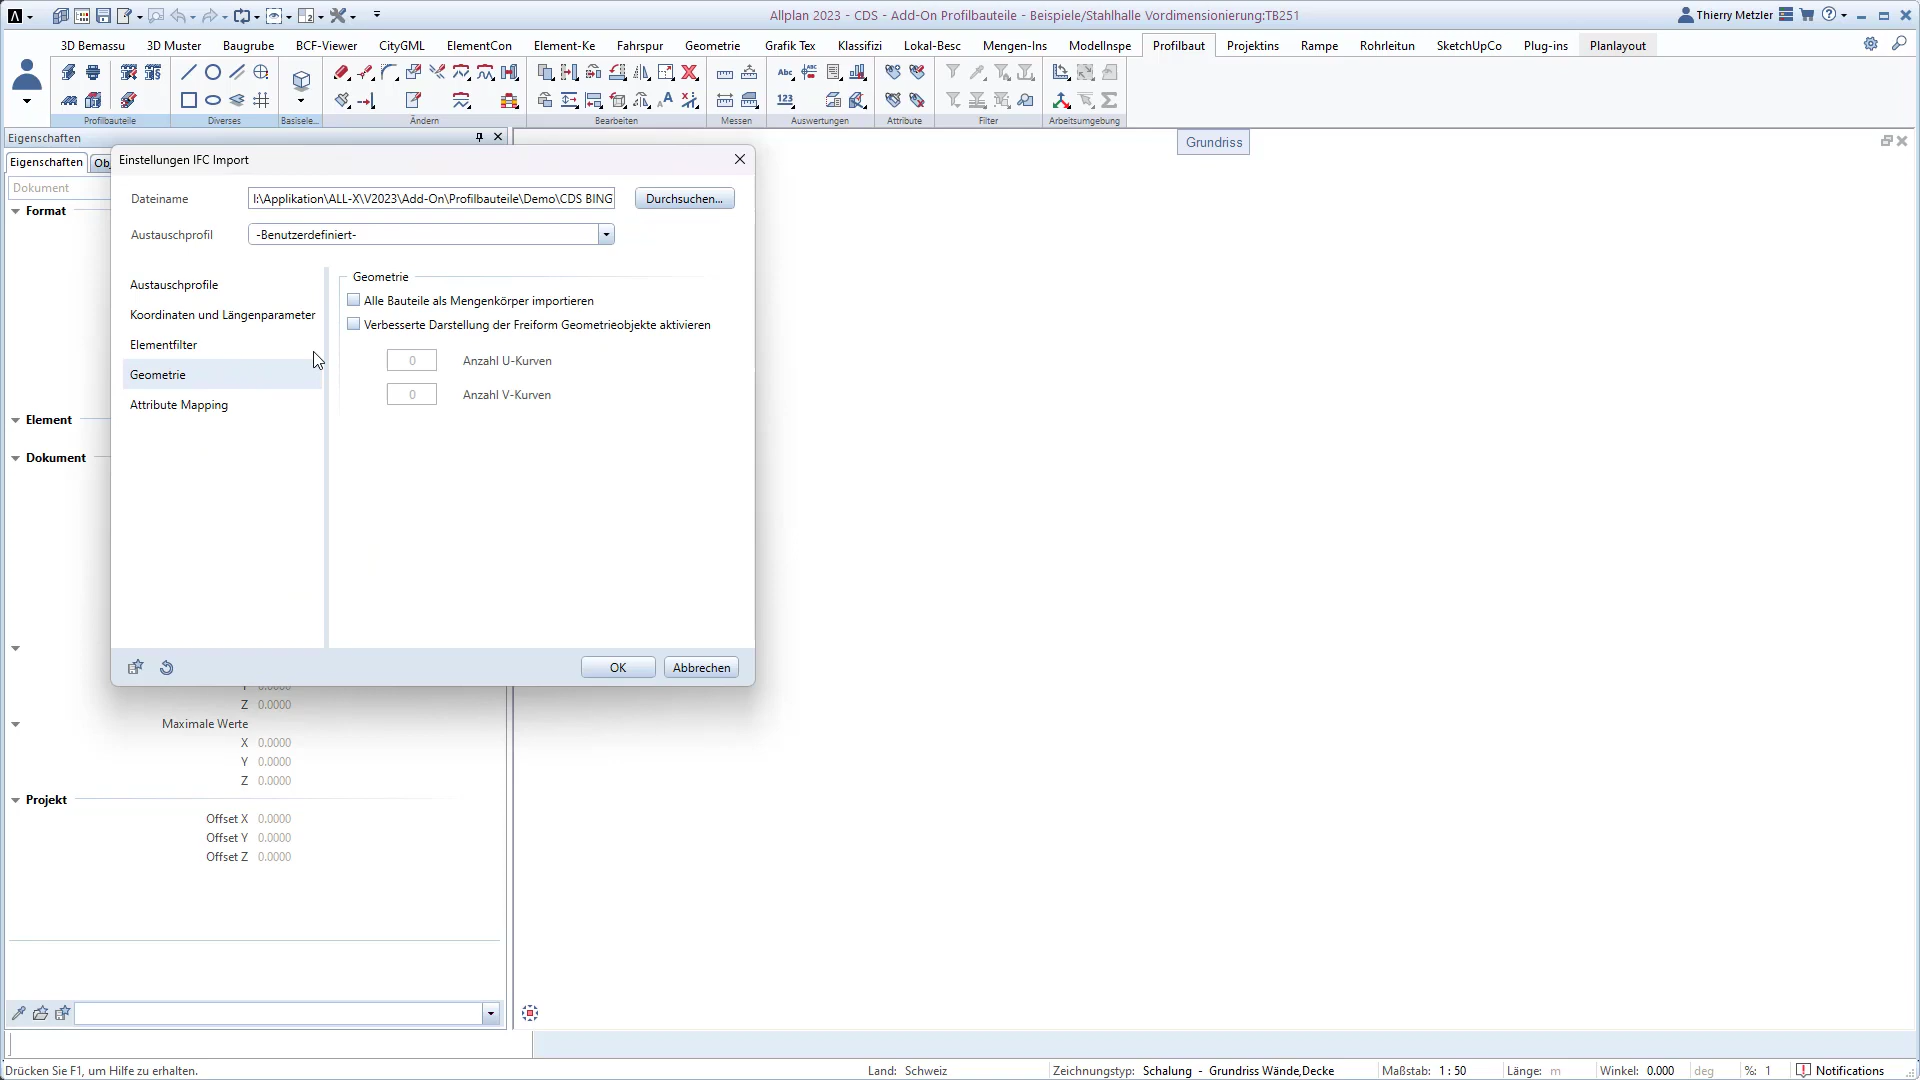 Allplan 2023 - CDS - Add-On Profilbauteile - Beispiele/Stahlhalle Vordimensionierung:TB251
Thierry Metzler
3D Bemassu
3D Muster
Baugrube
BCF-Viewer
CityGML
ElementCon
Element-Ke
Fahrspur
Geometrie
Grafik Tex
Klassifizi
Lokal-Besc
Mengen-Ins
ModelInspe
Profilbaut
Projektins
Rampe
Rohrleitun
SketchUpCo
Plug-ins
Planlayout
Abc
123
A
Profilbauteile
Diverses
Basisele...
Ändern
Bearbeiten
Messen
Auswertungen
Attribute
Filter
Arbeitsumgebung
Eigenschaften
Grundriss
Eigenschaften
Ob
Dokument
Format
Element
Dokument
Einstellungen IFC Import
Dateiname
I:\Applikation\ALL-X\V2023\Add-On\Profilbauteile\Demo\CDS BING
Durchsuchen...
Austauschprofil
-Benutzerdefiniert-
Austauschprofile
Koordinaten und Längenparameter
Elementfilter
Geometrie
Attribute Mapping
Geometrie
Alle Bauteile als Mengenkörper importieren
Verbesserte Darstellung der Freiform Geometrieobjekte aktivieren
0 Anzahl U-Kurven
0 Anzahl V-Kurven
OK
Abbrechen
Z 0.0000
Maximale Werte
X 0.0000
Y 0.0000
Z 0.0000
Projekt
Offset X 0.0000
Offset Y 0.0000
Offset Z 0.0000
Drücken Sie F1, um Hilfe zu erhalten.
Land: Schweiz
Zeichnungstyp: Schalung - Grundriss Wände,Decke
Maßstab: 1 : 50
Länge: m
Winkel: 0.000 deg
%: 1
Notifications